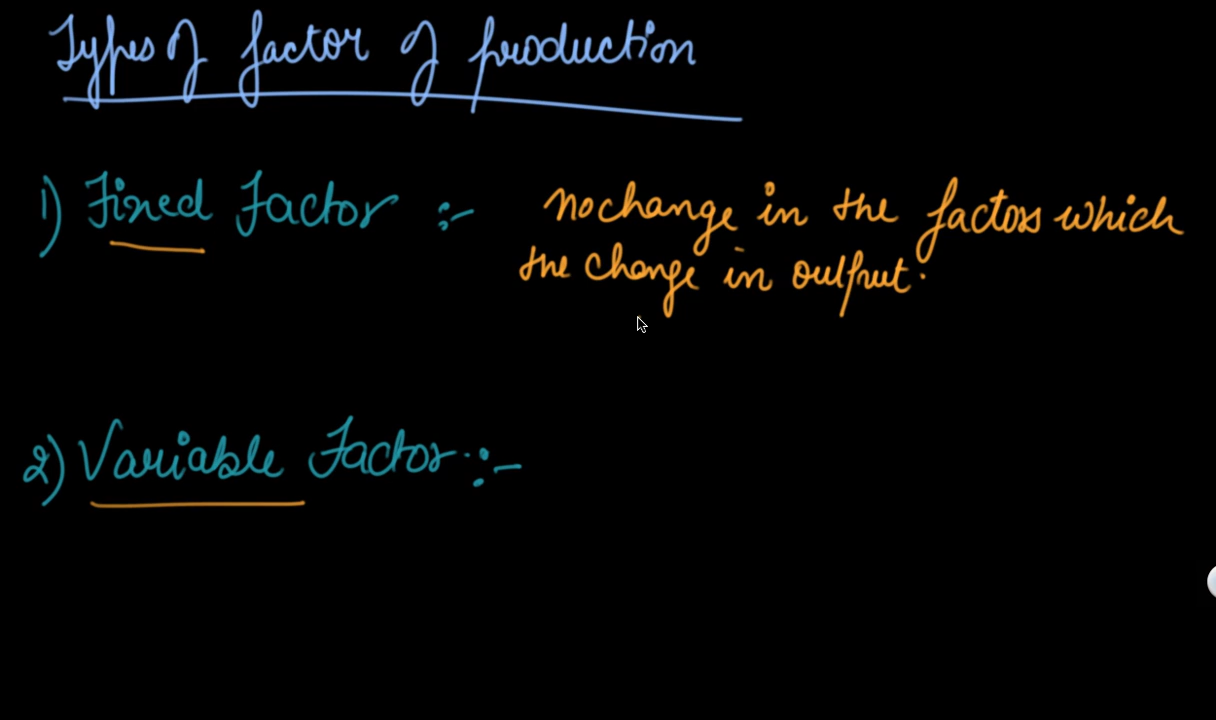 Types of factor of production
1) Fixed Factor :- no change in the factors which
the change in output.
2) Variable Factor :-